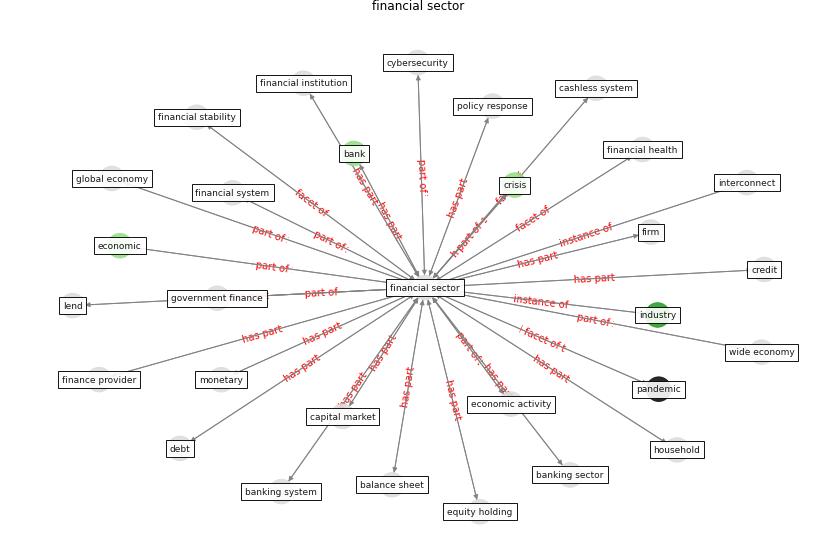 financial sector
cybersecurity
financial institution
cashless system
policy response
financial stability
financial health
bank
global economy
crisis
interconnect
financial system
has part
has part
part of
has part
facet of
facet of
firm
part of
part of
instance of
economic
has part
part of
part of
credit
has part
financial sector
government finance
part of
lend
instance of
industry
part of
has part
has part
facet of
wide economy
finance provider
monetary
has part
has part
part of
has part
has part
pandemic
has part
has part
has part
capital market
economic activity
debt
household
banking system
balance sheet
banking sector
equity holding